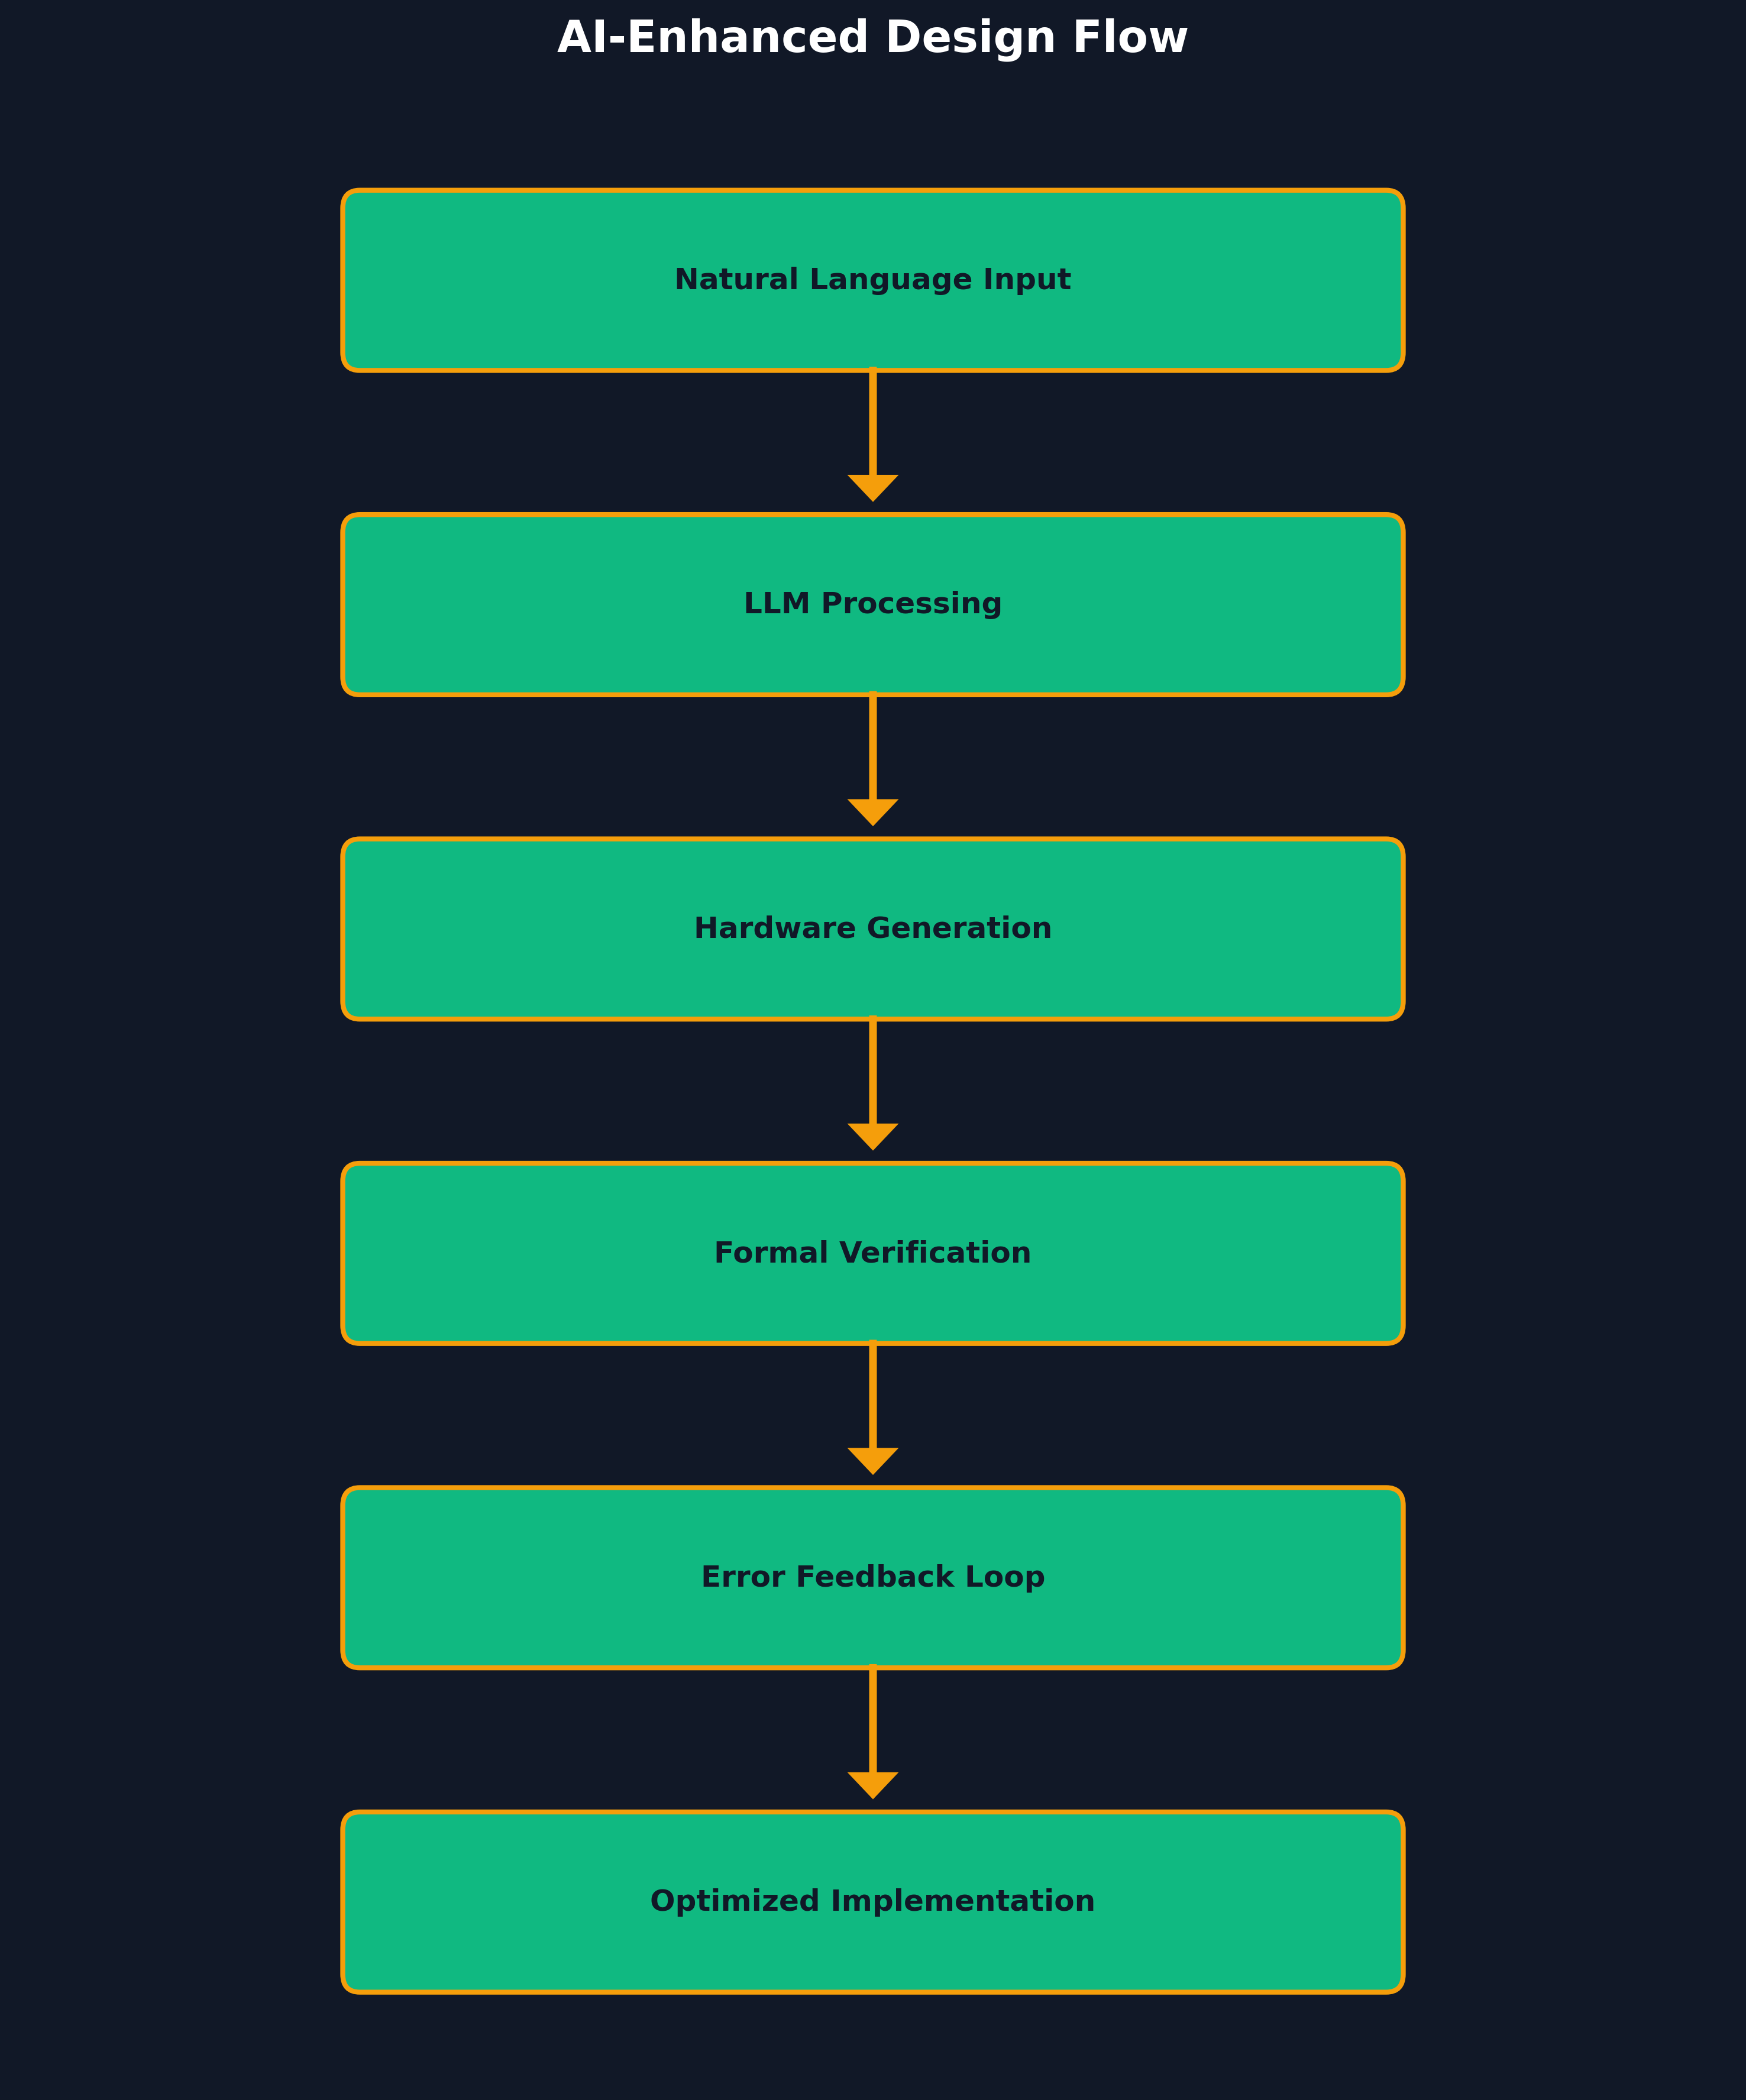 AI-Enhanced Design Flow
Natural Language Input
LLM Processing
Hardware Generation
Formal Verification
Error Feedback Loop
Optimized Implementation